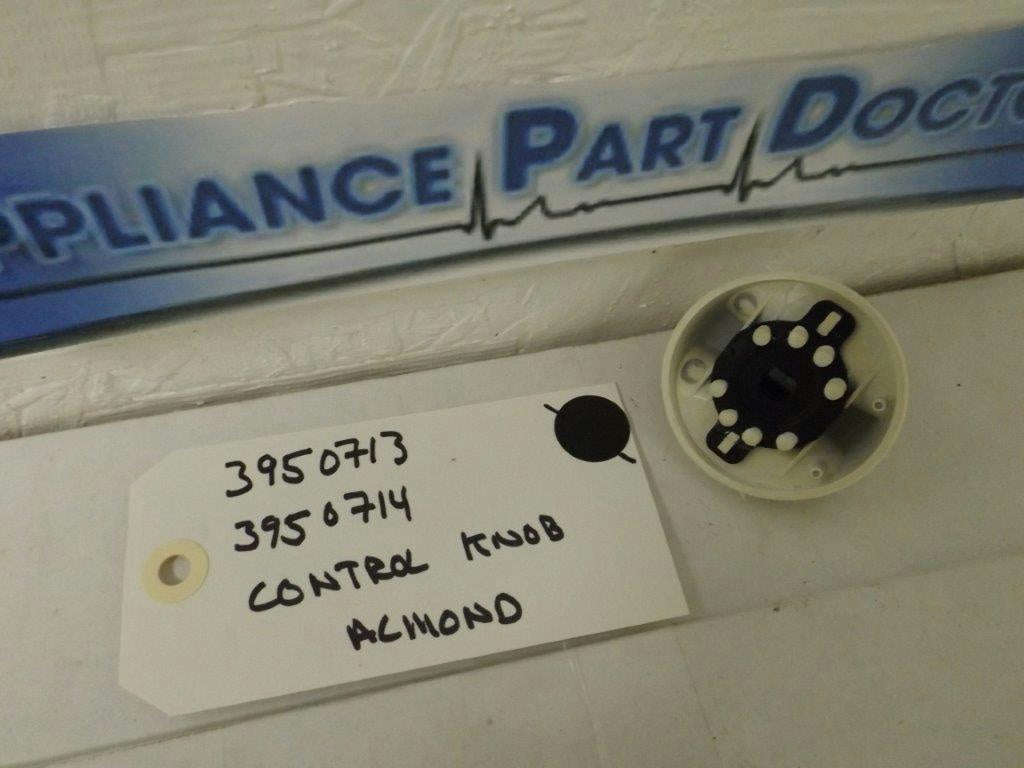 PPLIANCE PART DOCTO
3950713
3950714
CONTROL KNOB
ALMOND